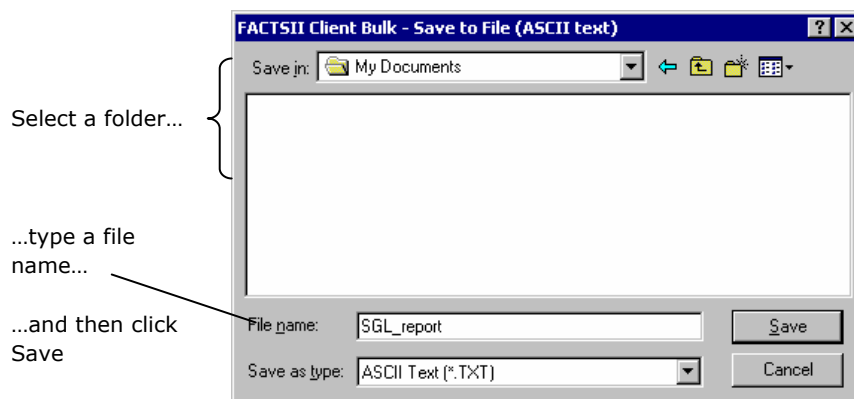 FACTSII Client Bulk - Save to File (ASCII text)
Save in: My Documents
Select a folder…
…type a file
name…
…and then click
Save
File name: SGL_report Save
Save as type: ASCII Text (*.TXT) Cancel